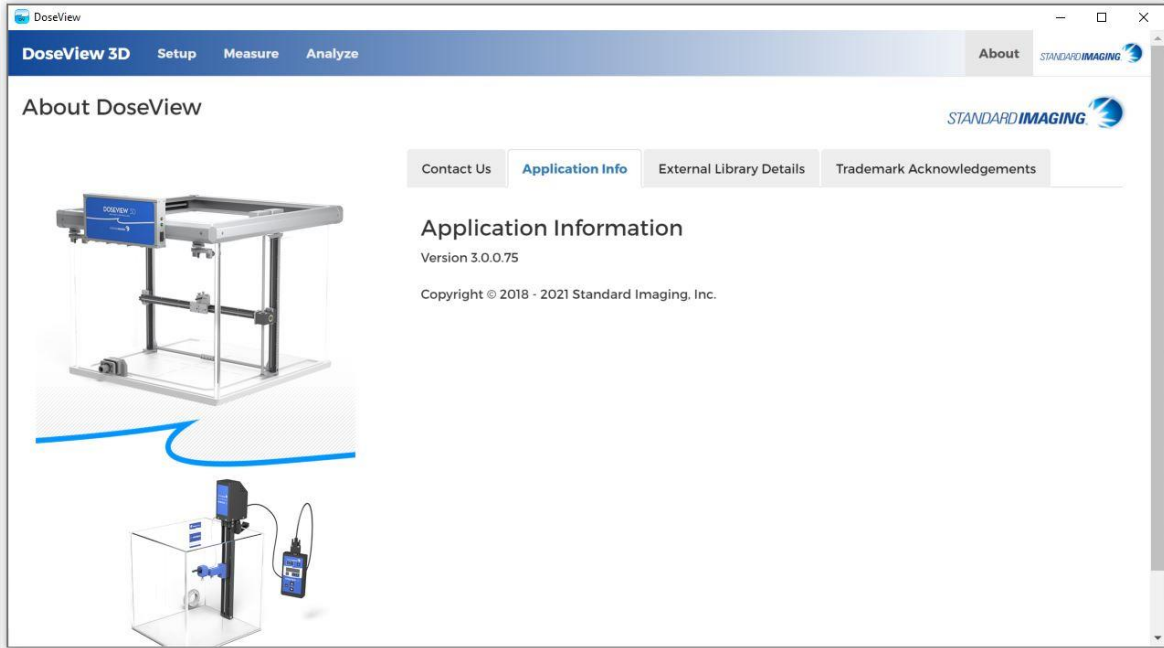 DoseView
DoseView 3D Setup Measure Analyze About STANDARD IMAGING
About DoseView
STANDARD IMAGING
Contact Us Application Info External Library Details Trademark Acknowledgements
DOSEVIEW 3D
Application Information
Version 3.0.0.75
Copyright © 2018 - 2021 Standard Imaging, Inc.